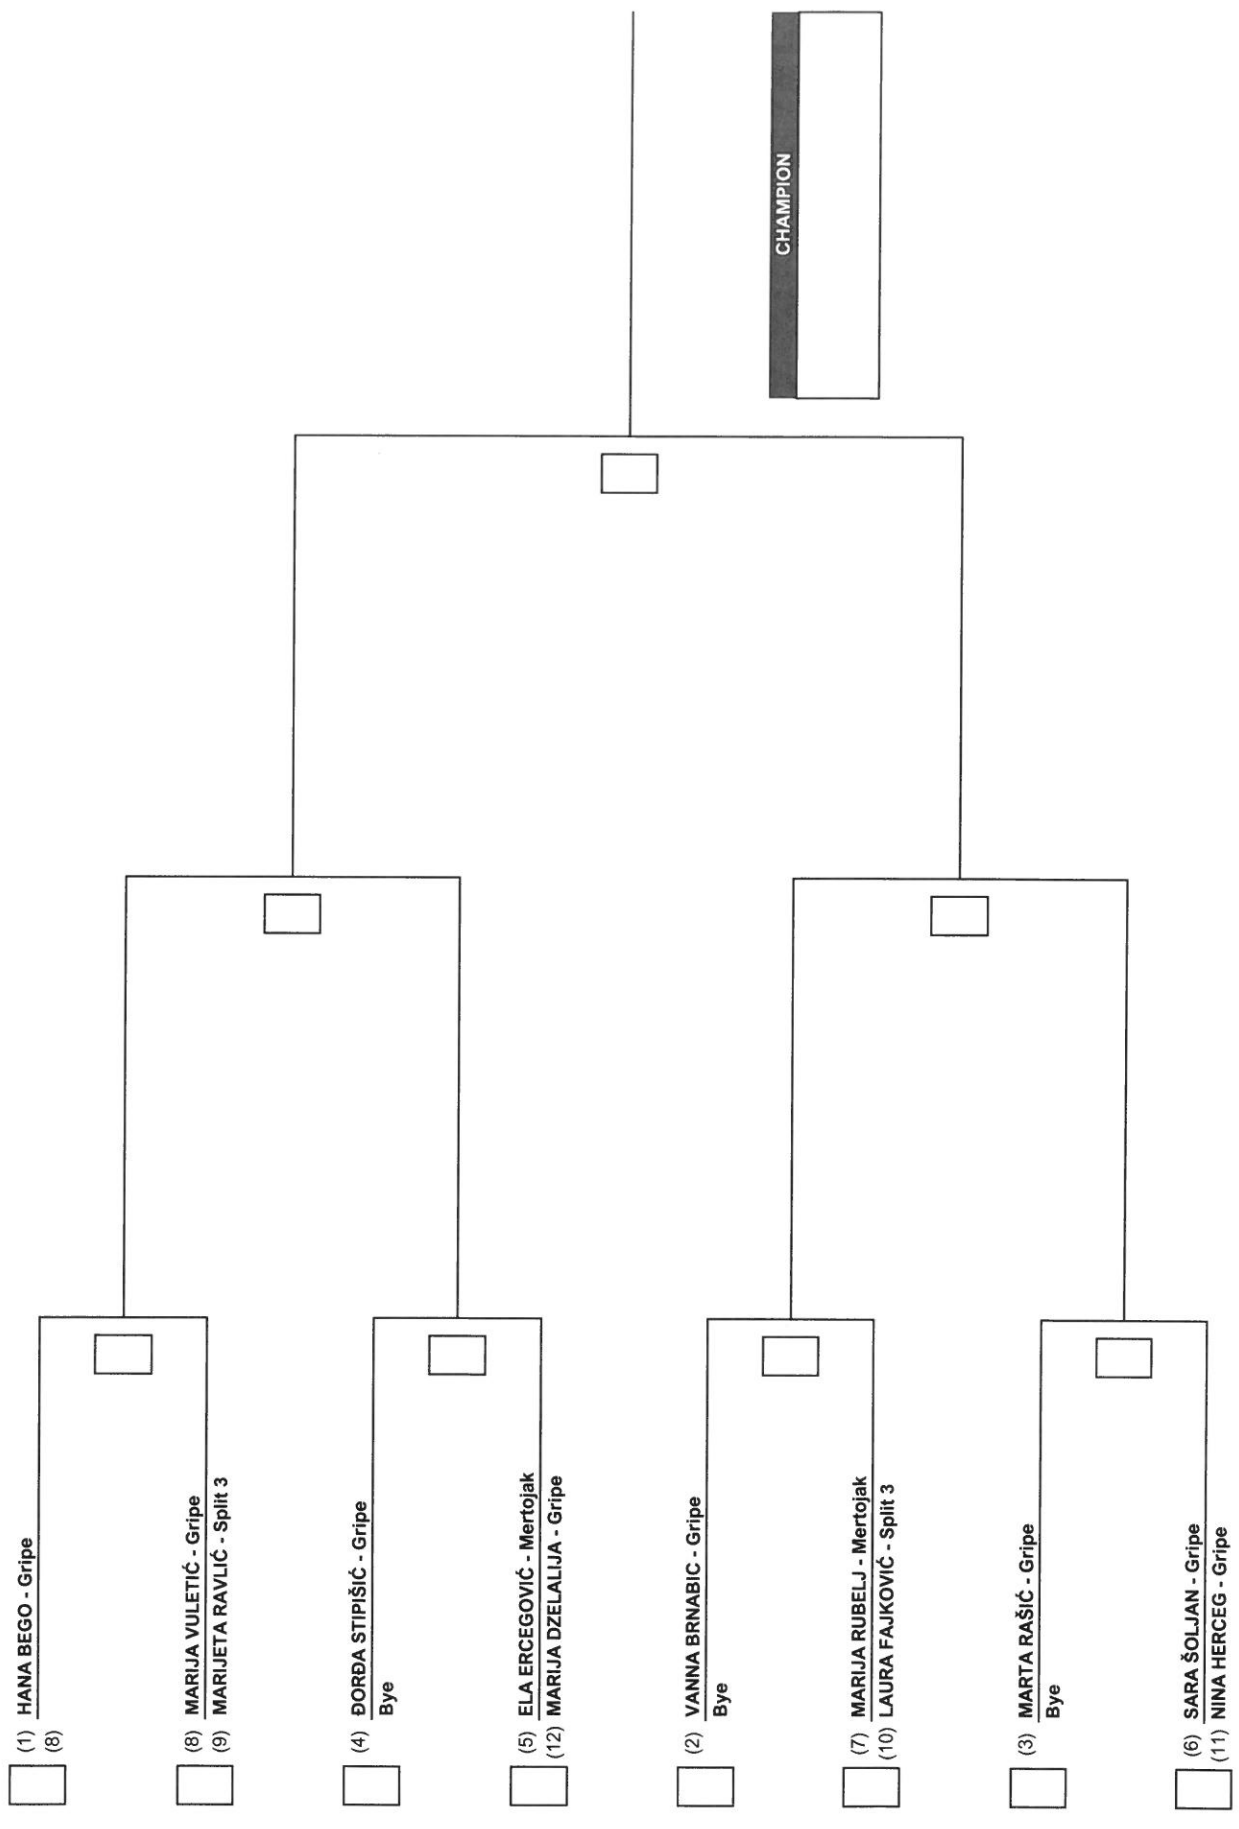 (1) HANA BEGO - Gripe
(8)
(8) MARIJA VULETIĆ - Gripe
(9) MARIJETA RAVLIĆ - Split 3
(4) ĐORĐA STIPIŠIĆ - Gripe
Bye
(5) ELA ERCEGOVIĆ - Mertojak
(12) MARIJA DZELALIJA - Gripe
(2) VANNA BRNABIC - Gripe
Bye
(7) MARIJA RUBELJ - Mertojak
(10) LAURA FAJKOVIĆ - Split 3
(3) MARTA RAŠIĆ - Gripe
Bye
(6) SARA ŠOLJAN - Gripe
(11) NINA HERCEG - Gripe
CHAMPION